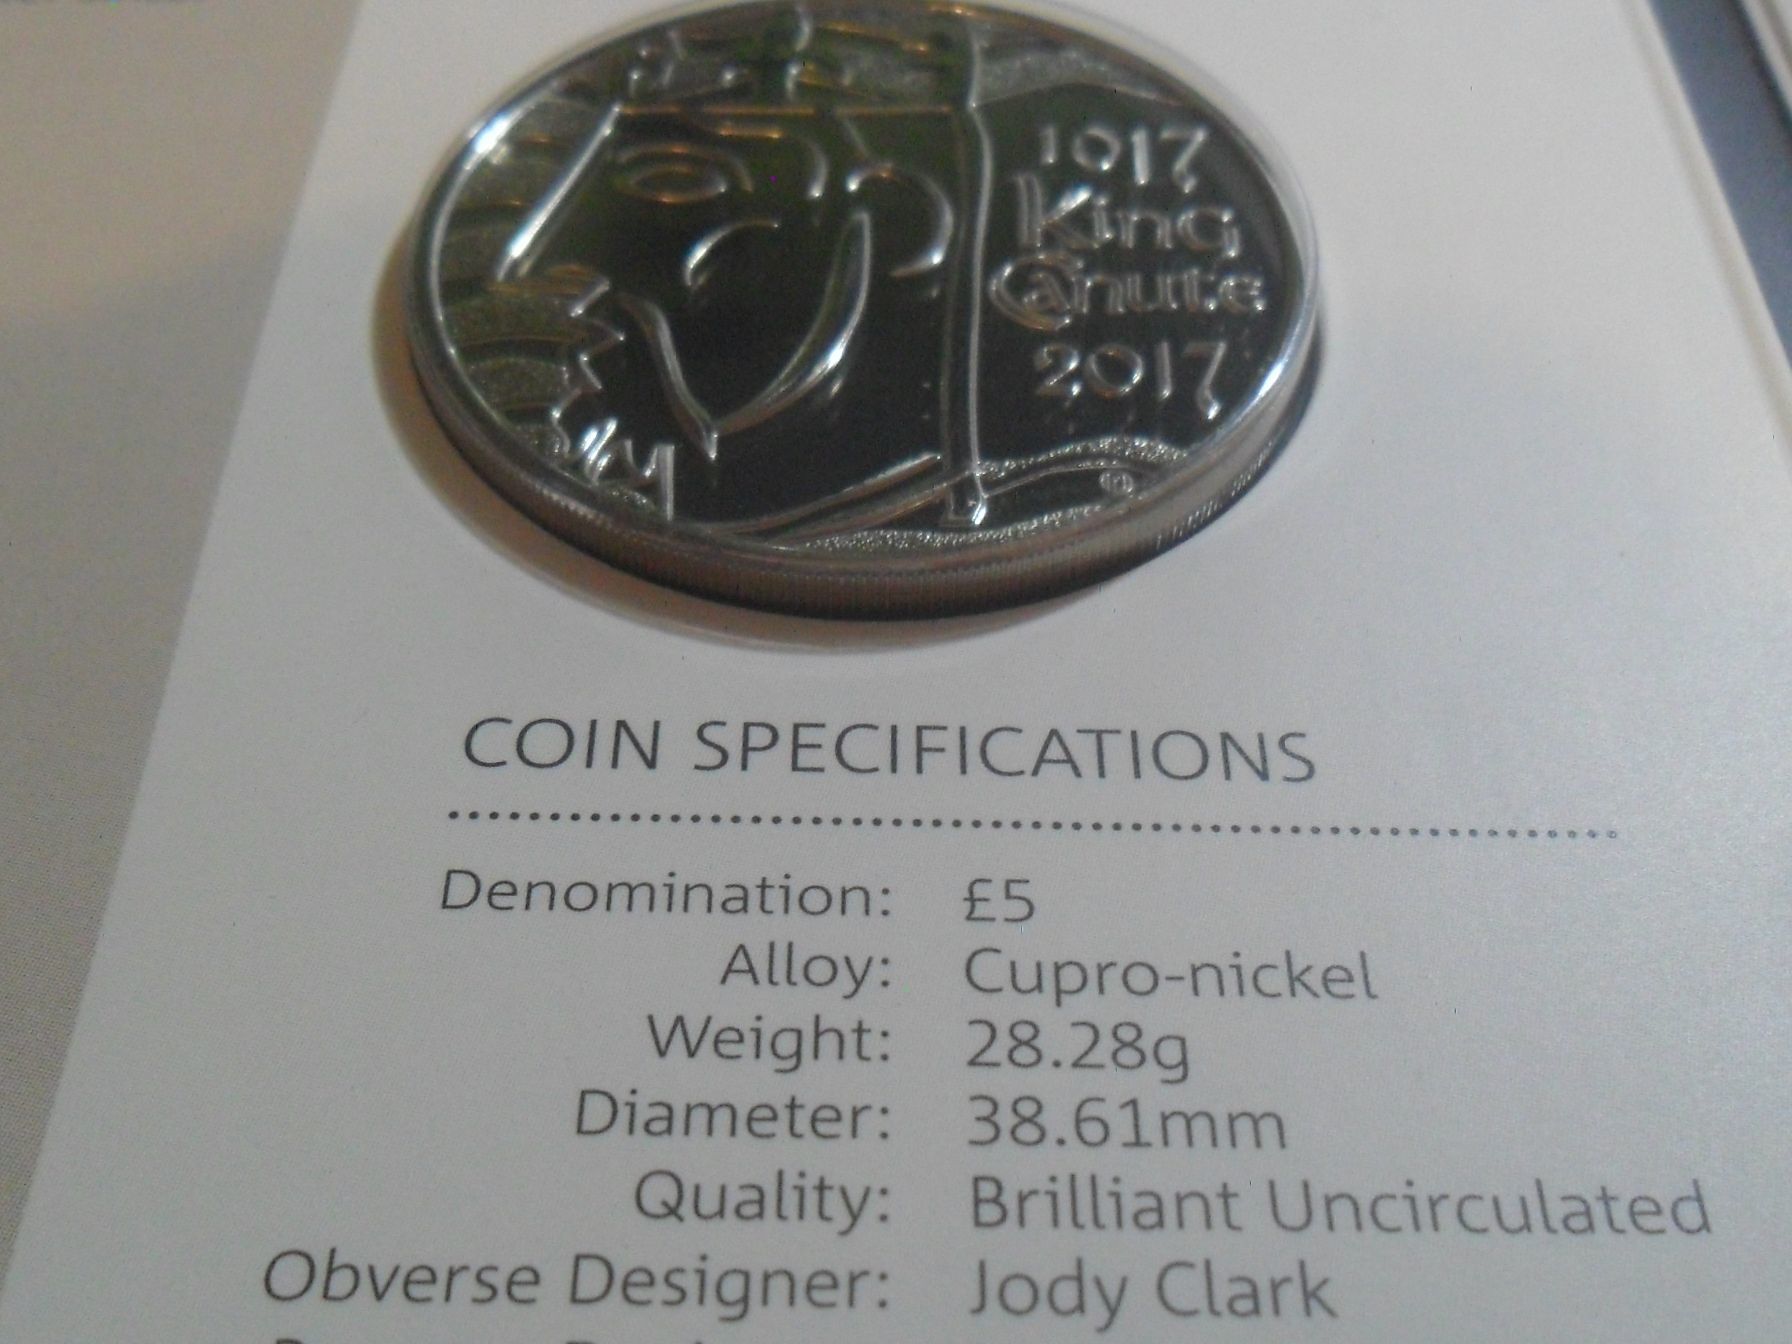 1017
King
Canute
2017
COIN SPECIFICATIONS
Denomination: £5
Alloy: Cupro-nickel
Weight: 28.28g
Diameter: 38.61mm
Quality: Brilliant Uncirculated
Obverse Designer: Jody Clark